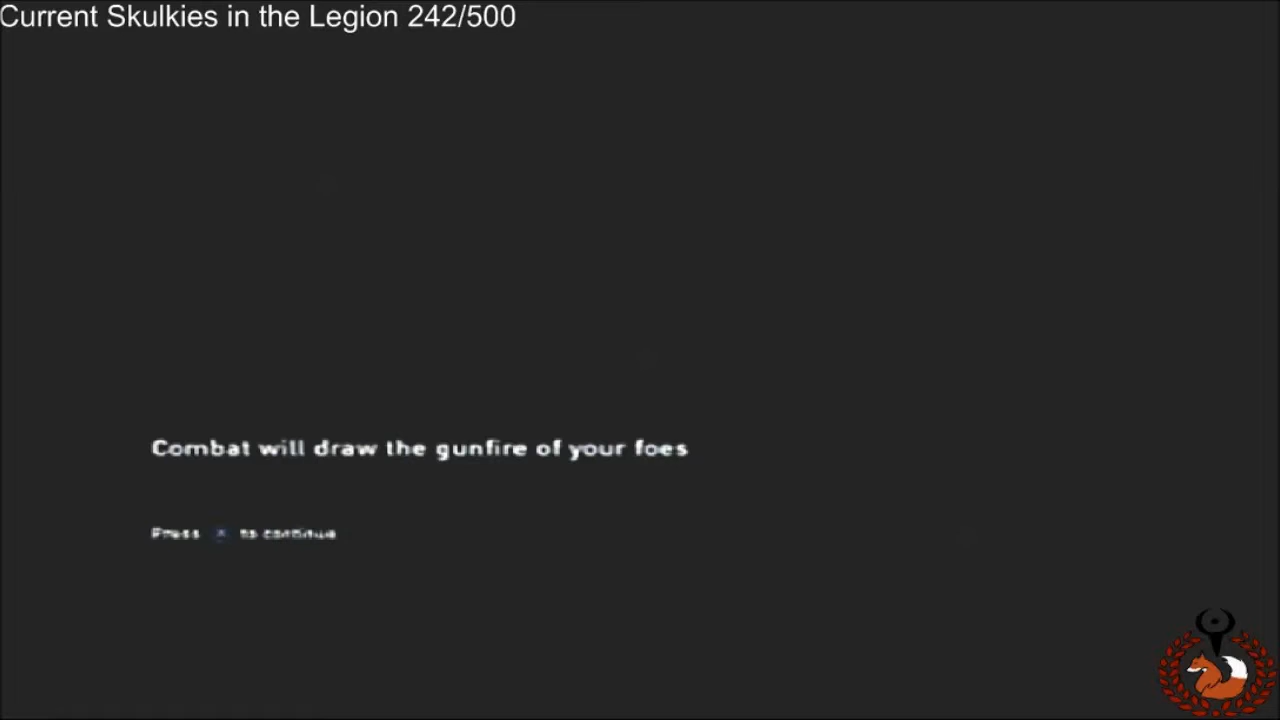 Current Skulkies in the Legion 242/500
Combat will draw the gunfire of your foes
Press × to continue